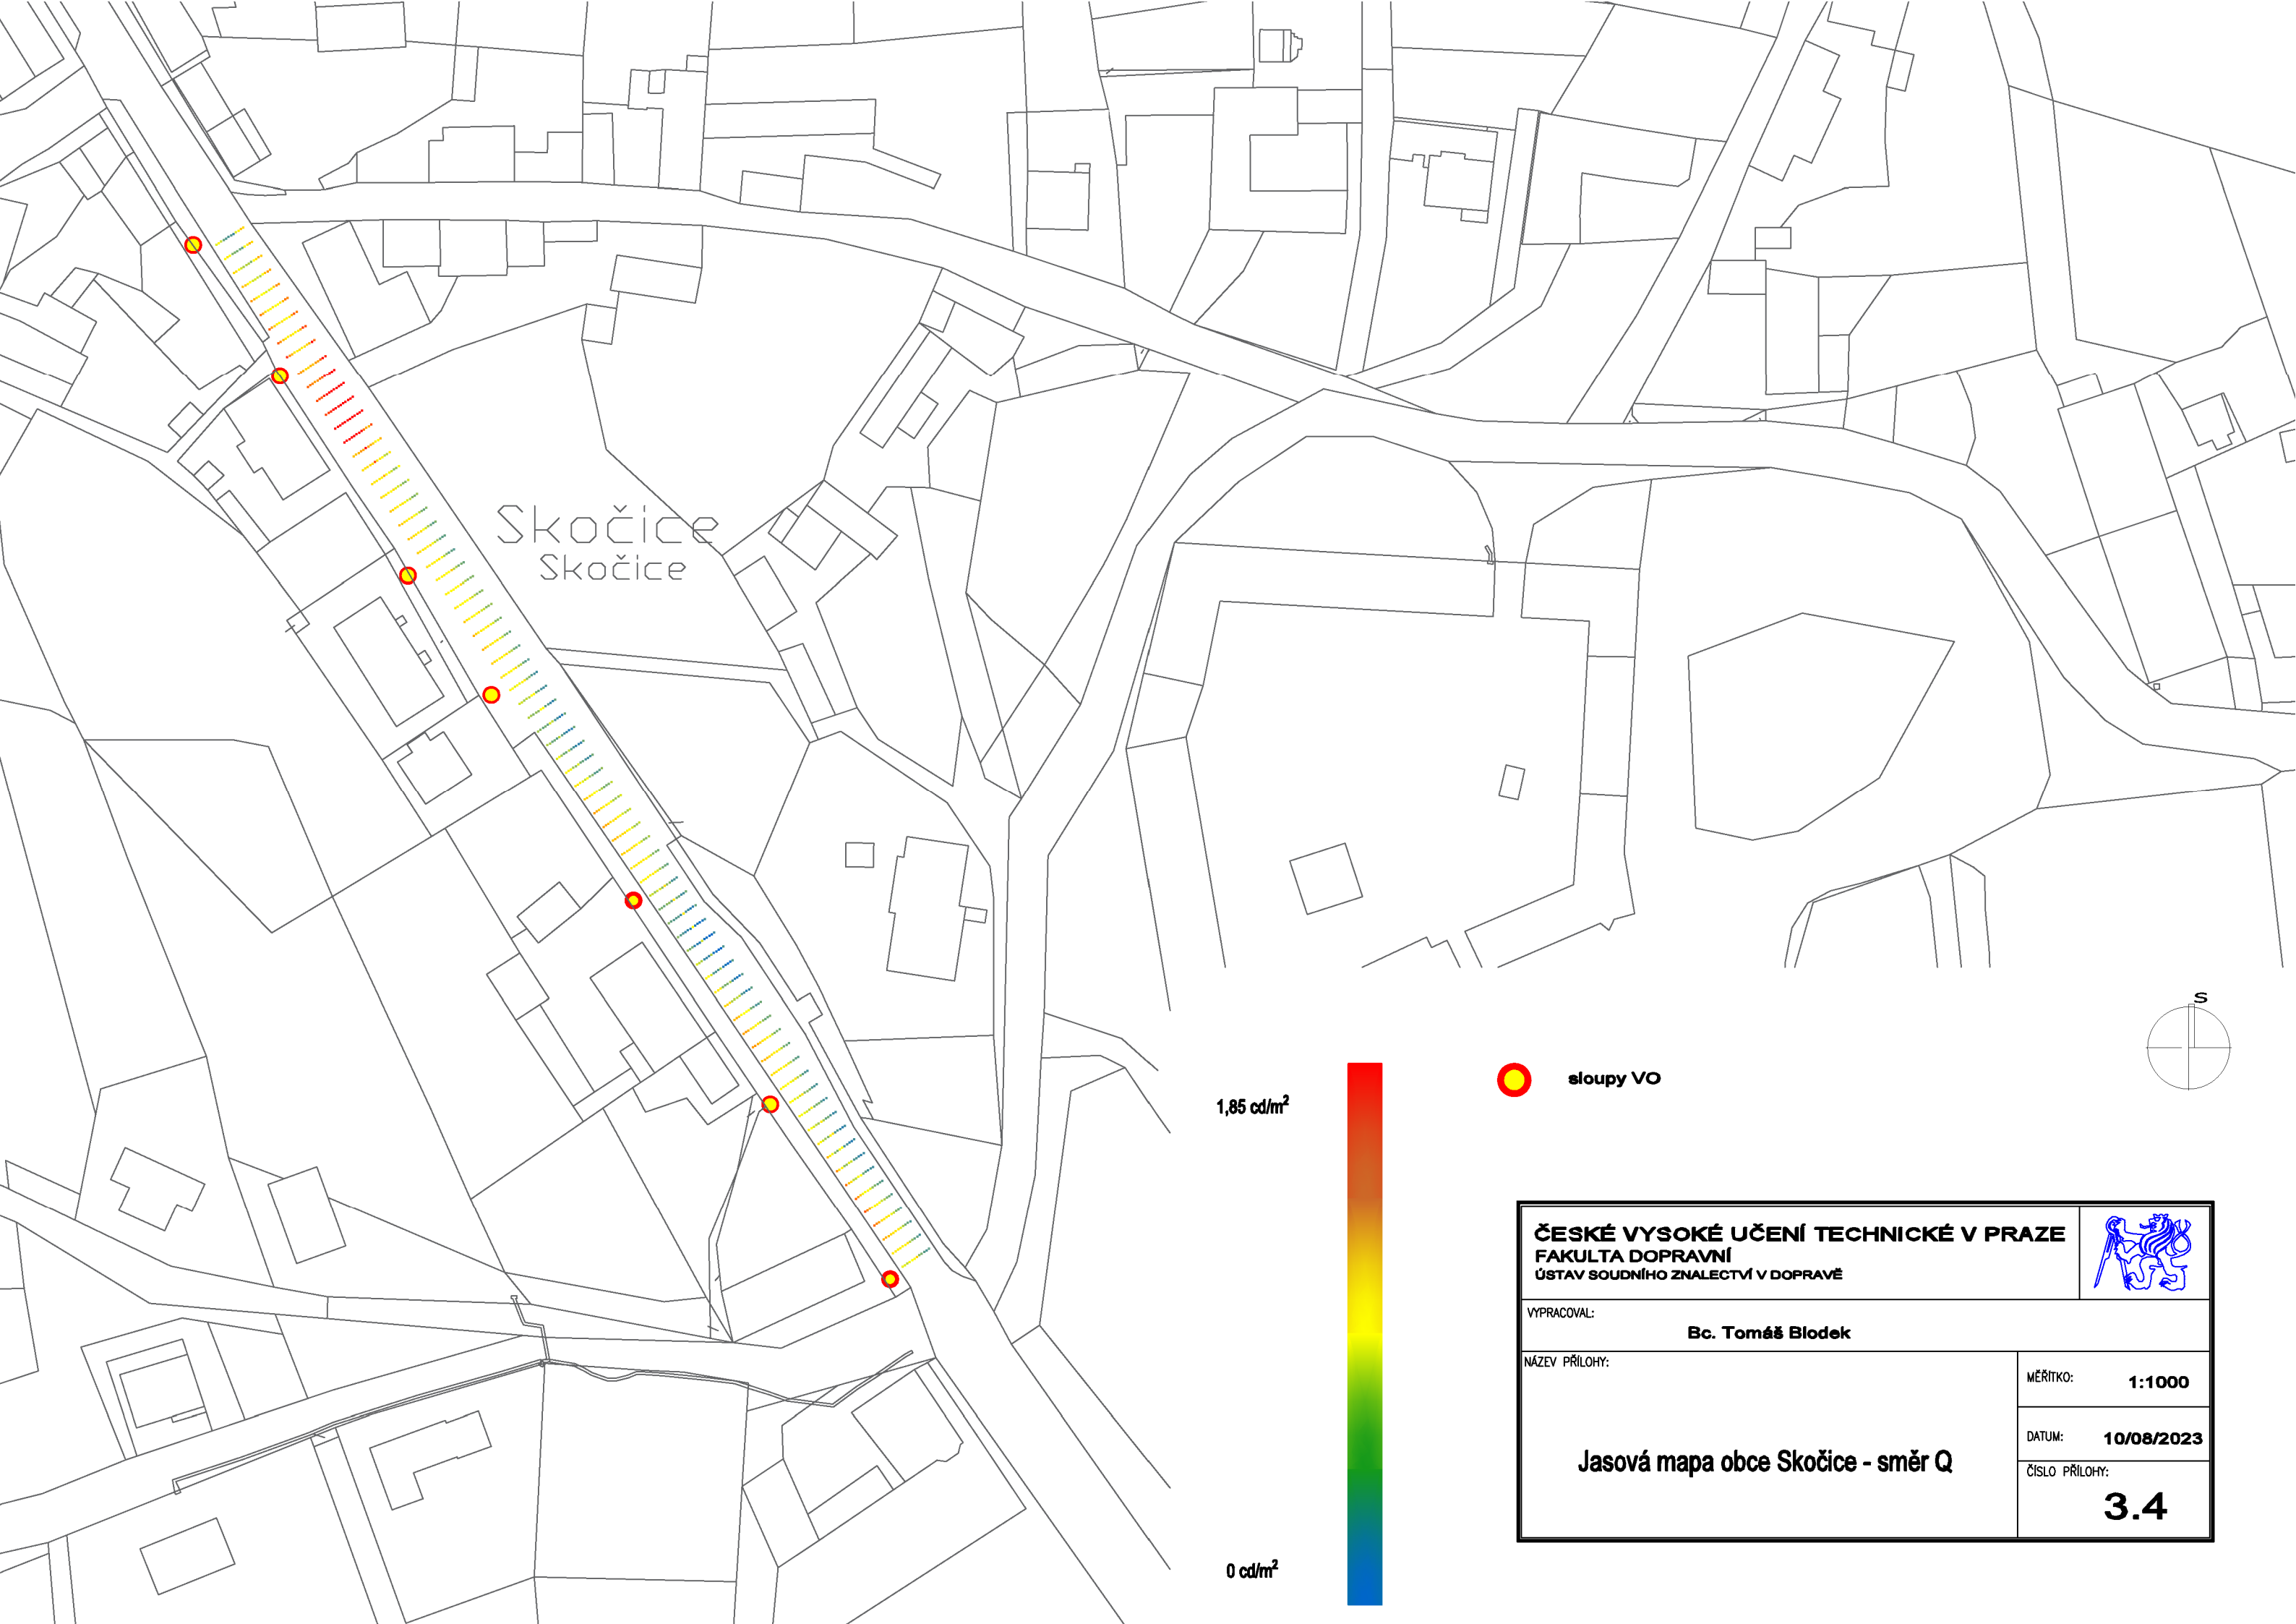 Skočice
Skočice
S
sloupy VO
1,85 cd/m²
0 cd/m²
ČESKÉ VYSOKÉ UČENÍ TECHNICKÉ V PRAZE
FAKULTA DOPRAVNÍ
ÚSTAV SOUDNÍHO ZNALECTVÍ V DOPRAVĚ
VYPRACOVAL:
Bc. Tomáš Blodek
NÁZEV PŘÍLOHY:
Jasová mapa obce Skočice - směr Q
MĚŘÍTKO:
1:1000
DATUM:
10/08/2023
ČÍSLO PŘÍLOHY:
3.4